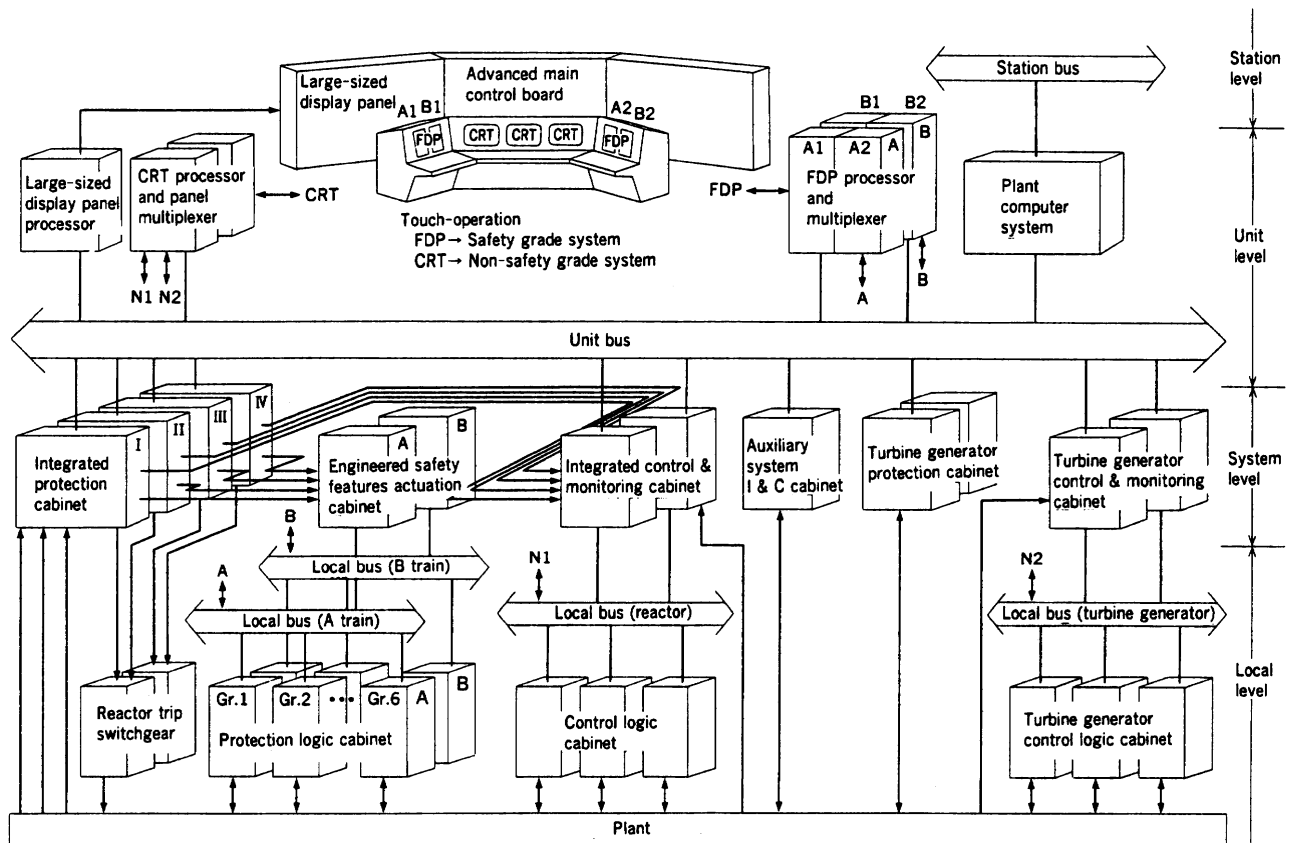 Station bus
Station
level
Large-sized
display panel
Advanced main
control board
A1 B1
A2 B2
FDP
CRT CRT CRT
FDP
B1 B2
B
A1 A2 A
FDP processor
and
multiplexer
FDP
Large-sized
display panel
processor
CRT processor
and panel
multiplexer
CRT
Plant
computer
system
Touch-operation
FDP→ Safety grade system
CRT→ Non-safety grade system
Unit
level
N1 N2
A
B
Unit bus
I
II
III
IV
Integrated
protection
cabinet
A
B
Engineered safety
features actuation
cabinet
Integrated control &
monitoring cabinet
Auxiliary
system
I & C cabinet
Turbine generator
protection cabinet
Turbine generator
control & monitoring
cabinet
System
level
B
Local bus (B train)
A
Local bus (A train)
N1
Local bus (reactor)
N2
Local bus (turbine generator)
Local
level
Reactor trip
switchgear
Gr.1 Gr.2 ••• Gr.6 A
B
Protection logic cabinet
Control logic
cabinet
Turbine generator
control logic cabinet
Plant